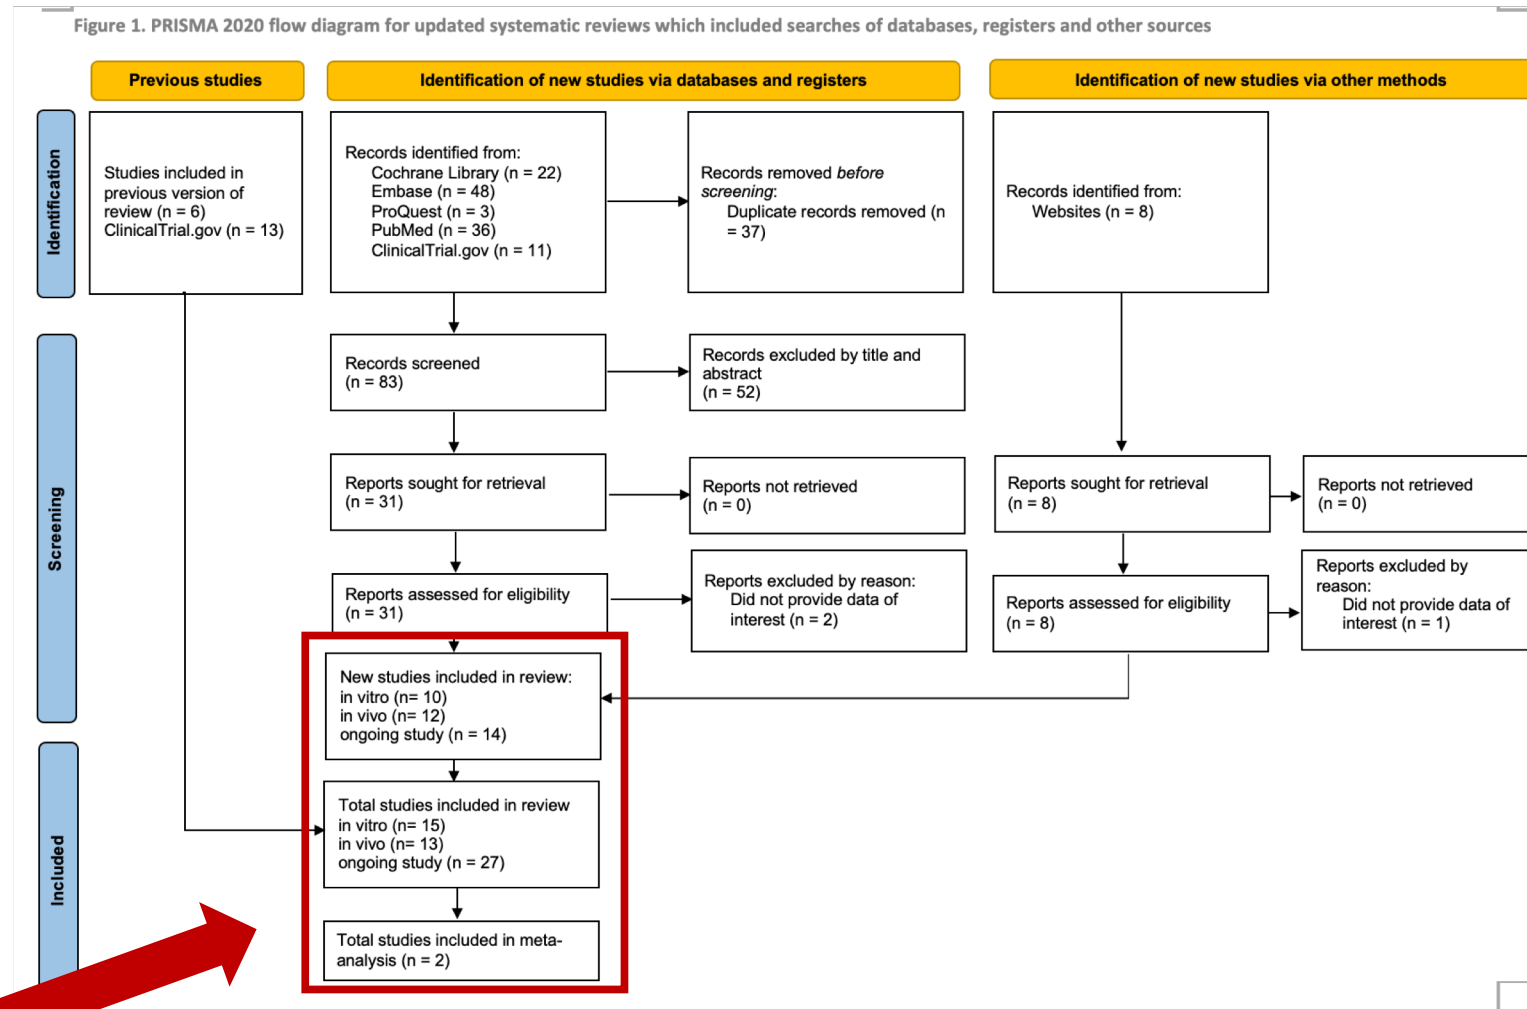 Figure 1. PRISMA 2020 flow diagram for updated systematic reviews which included searches of databases, registers and other sources
Previous studies
Identification of new studies via databases and registers
Identification of new studies via other methods
Identification
Studies included in
previous version of
review (n = 6)
ClinicalTrial.gov (n = 13)
Records identified from:
Cochrane Library (n = 22)
Embase (n = 48)
ProQuest (n = 3)
PubMed (n = 36)
ClinicalTrial.gov (n = 11)
Records removed before
screening:
Duplicate records removed (n
= 37)
Records identified from:
Websites (n = 8)
Screening
Records screened
(n = 83)
Records excluded by title and
abstract
(n = 52)
Reports sought for retrieval
(n = 31)
Reports not retrieved
(n = 0)
Reports sought for retrieval
(n = 8)
Reports not retrieved
(n = 0)
Reports assessed for eligibility
(n = 31)
Reports excluded by reason:
Did not provide data of
interest (n = 2)
Reports assessed for eligibility
(n = 8)
Reports excluded by
reason:
Did not provide data of
interest (n = 1)
New studies included in review:
in vitro (n= 10)
in vivo (n= 12)
ongoing study (n = 14)
Included
Total studies included in review
in vitro (n= 15)
in vivo (n= 13)
ongoing study (n = 27)
Total studies included in meta-
analysis (n = 2)